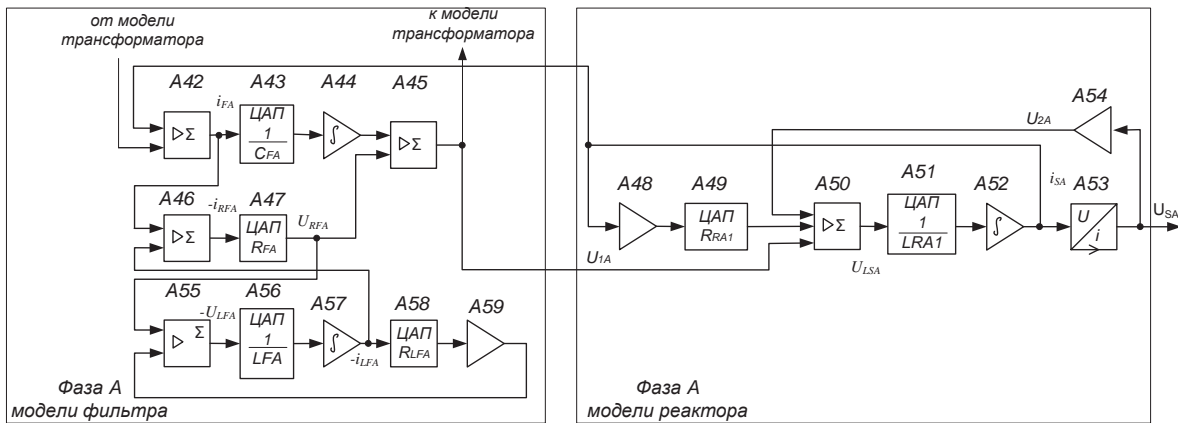 от модели
трансформатора
к модели
трансформатора
A42
A43
A44
A45
iFA
ЦАП
1
CFA
∫
▷Σ
▷Σ
A46
A47
-iRFA
URFA
▷Σ
ЦАП
RFA
A55
A56
A57
A58
A59
-ULFA
▷ Σ
ЦАП
1
LFA
∫
-iLFA
ЦАП
RLFA
Фаза А
модели фильтра
A54
U2A
A48
A49
A50
A51
A52
iSA
A53
ЦАП
RRA1
▷Σ
ЦАП
1
LRA1
∫
U
i
USA
U1A
ULSA
Фаза А
модели реактора